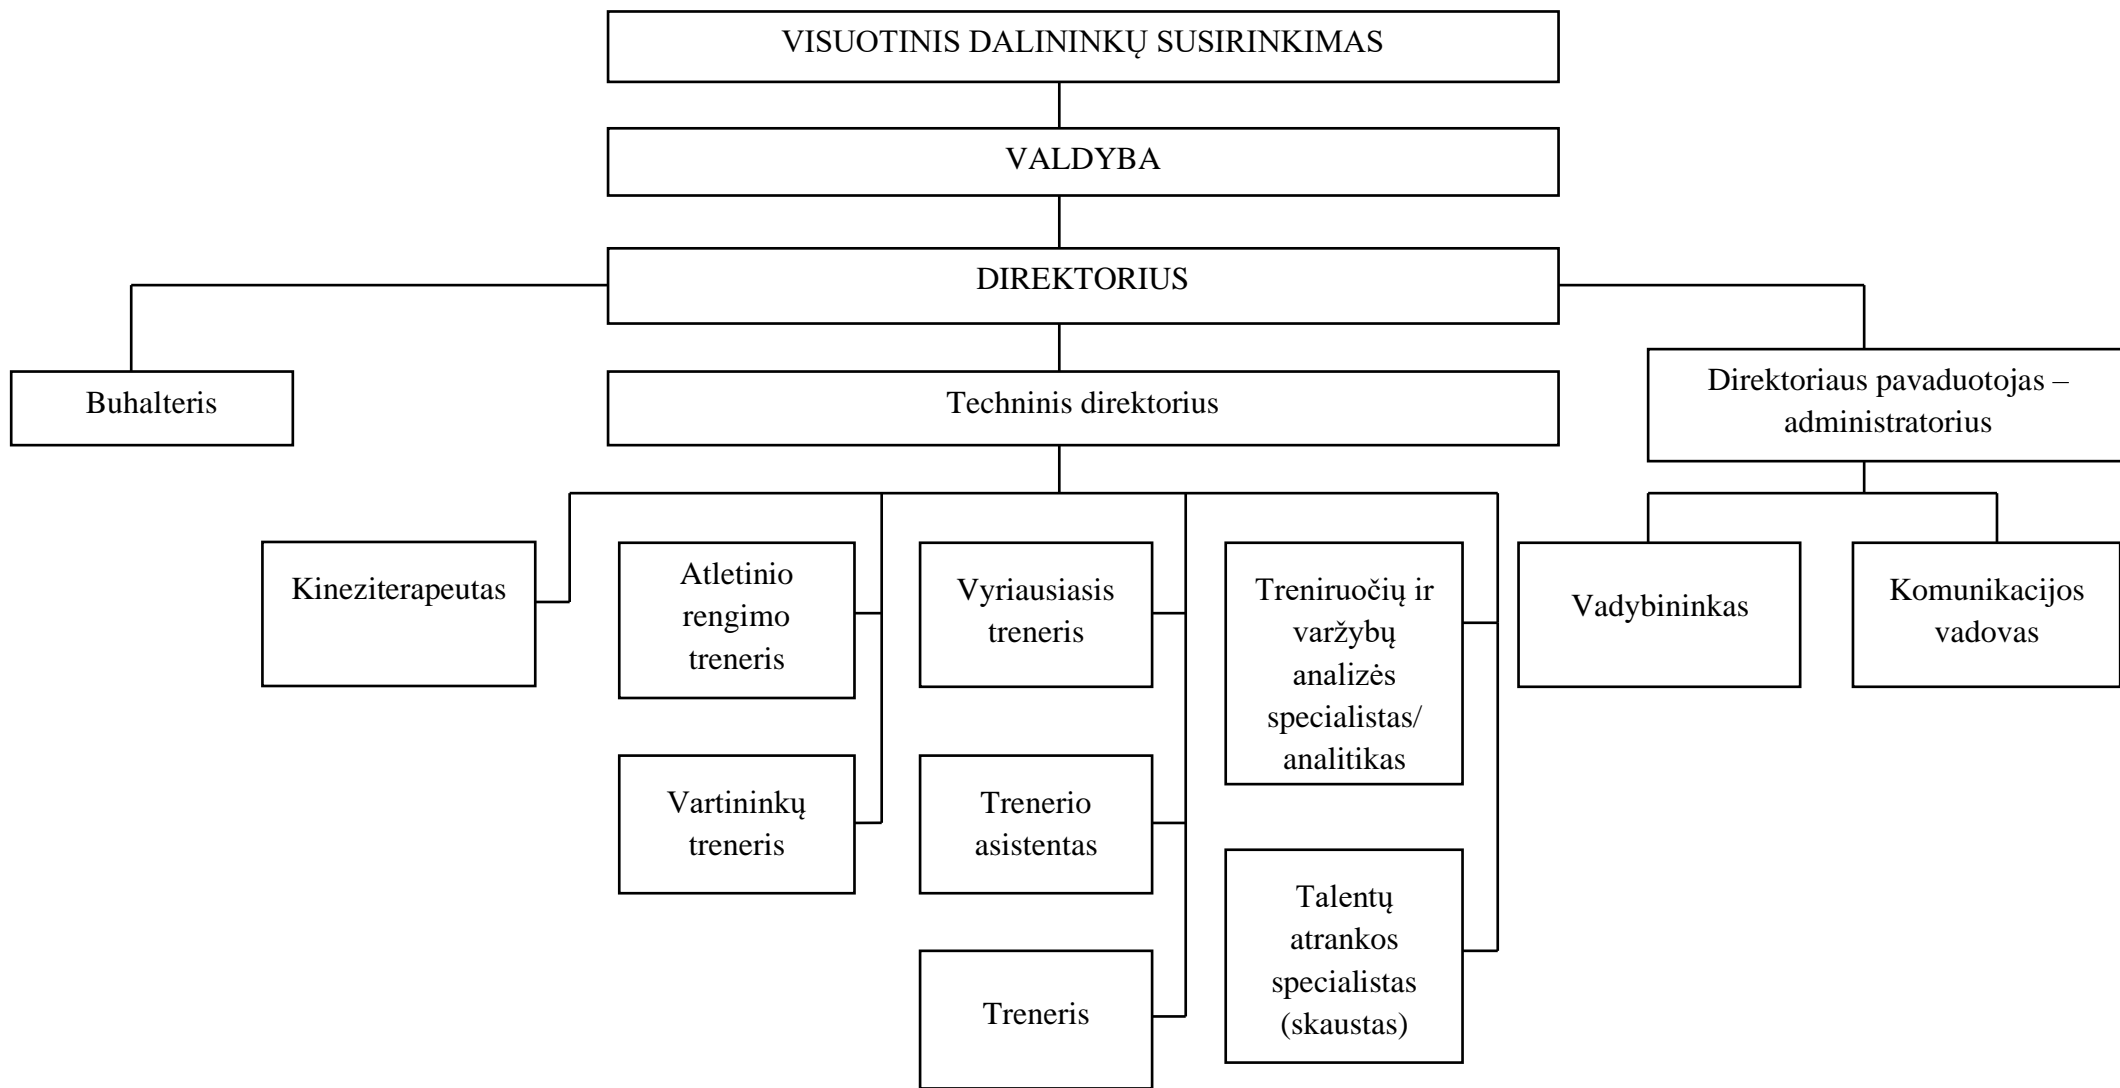 VISUOTINIS DALININKŲ SUSIRINKIMAS
VALDYBA
DIREKTORIUS
Buhalteris
Techninis direktorius
Direktoriaus pavaduotojas –
administratorius
Kineziterapeutas
Atletinio
rengimo
treneris
Vyriausiasis
treneris
Treniruočių ir
varžybų
analizės
specialistas/
analitikas
Vadybininkas
Komunikacijos
vadovas
Vartininkų
treneris
Trenerio
asistentas
Talentų
atrankos
specialistas
(skaustas)
Treneris